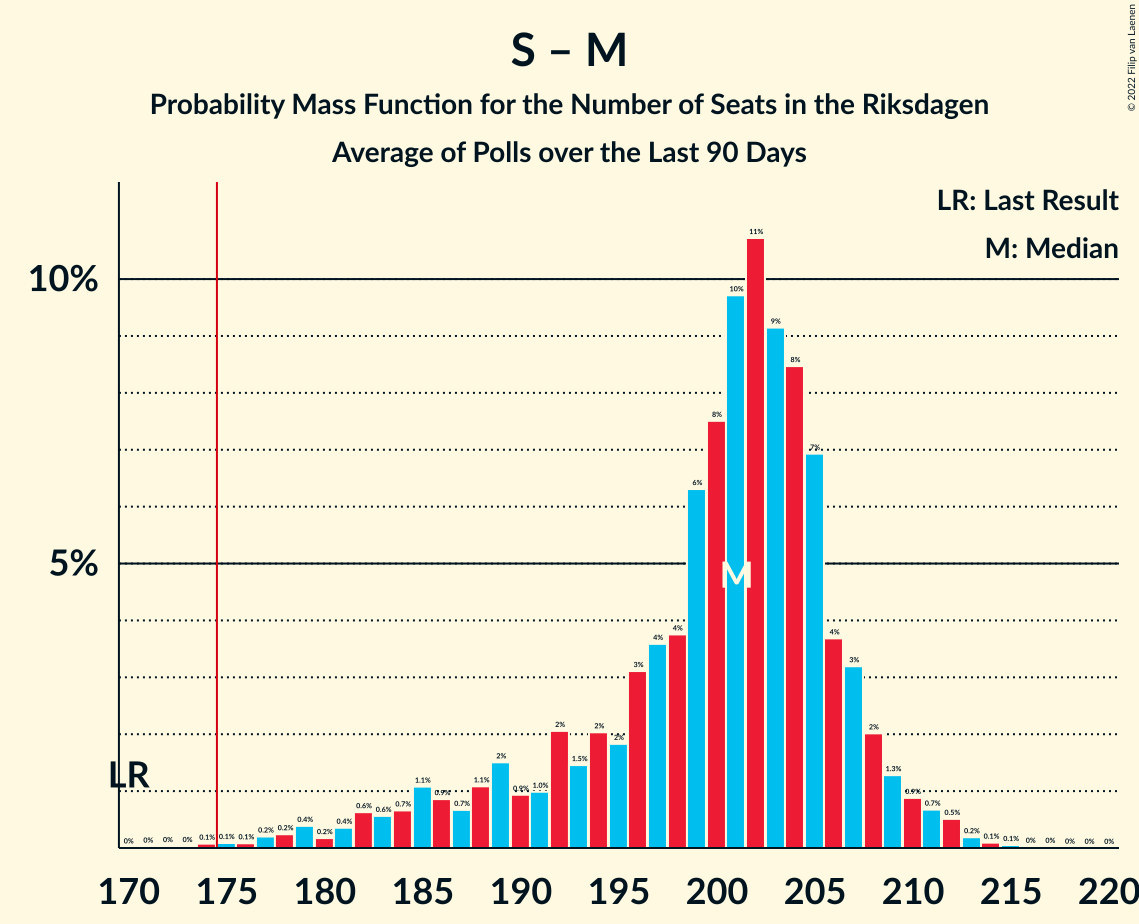 S – M
Probability Mass Function for the Number of Seats in the Riksdagen
Average of Polls over the Last 90 Days
© 2022 Filip van Laenen
LR: Last Result
M: Median
10%
5%
LR
M
0% 0% 0% 0% 0.1% 0.1% 0.1% 0.2% 0.2% 0.4% 0.2% 0.4% 0.6% 0.6% 0.7% 1.1% 0.9% 0.7% 1.1% 2% 0.9% 1.0% 2% 1.5% 2% 2% 3% 4% 4% 6% 8% 10% 11% 9% 8% 7% 4% 3% 2% 1.3% 0.9% 0.7% 0.5% 0.2% 0.1% 0.1% 0% 0% 0% 0% 0%
170 175 180 185 190 195 200 205 210 215 220